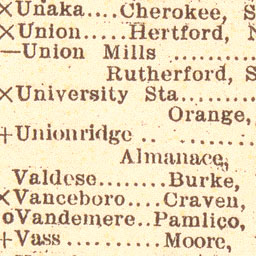 ×Unaka....Cherokee, S
×Union.....Hertford, N
—Union Mills ........
Rutherford, S
×University Sta........
Orange,
+Unionridge .. ........
Almanace,
Valdese........Burke,
×Vanceboro....Craven,
oVandemere..Pamlico,
+Vass ..........Moore,